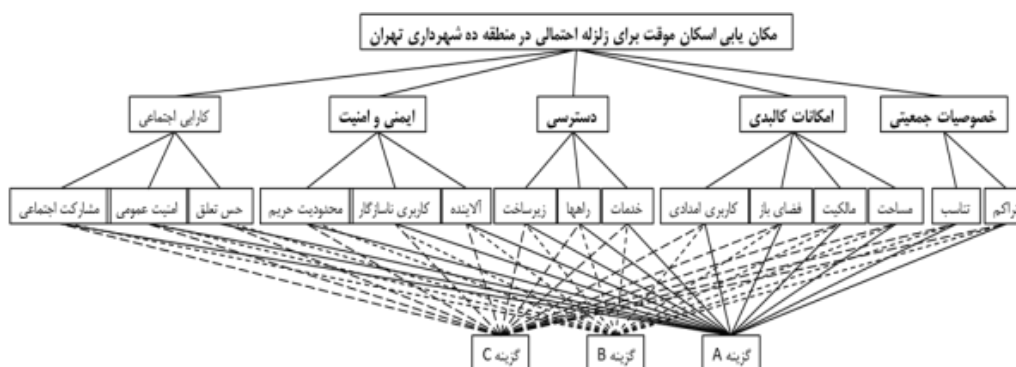 مکان یابی اسکان موقت برای زلزله احتمالی در منطقه ده شهرداری تهران
خصوصیات جمعیتی
امکانات کالبدی
دسترسی
ایمنی و امنیت
کارایی اجتماعی
تراکم
تناسب
مساحت
مالکیت
فضای باز
کاربری امدادی
خدمات
راهها
زیرساخت
آلاینده
کاربری ناسازگار
محدودیت حریم
حس تعلق
امنیت عمومی
مشارکت اجتماعی
گزینه A
گزینه B
گزینه C